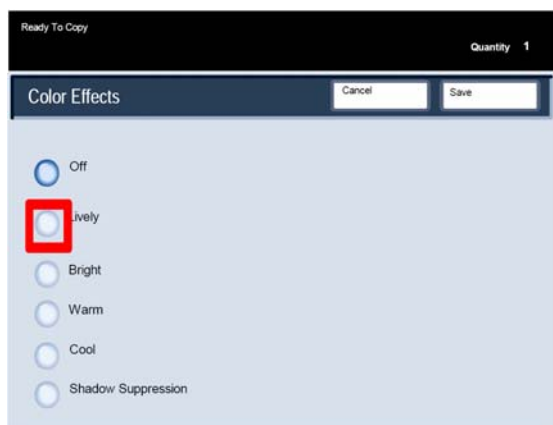 Ready To Copy
Quantity 1
Color Effects
Cancel
Save
Off
Lively
Bright
Warm
Cool
Shadow Suppression